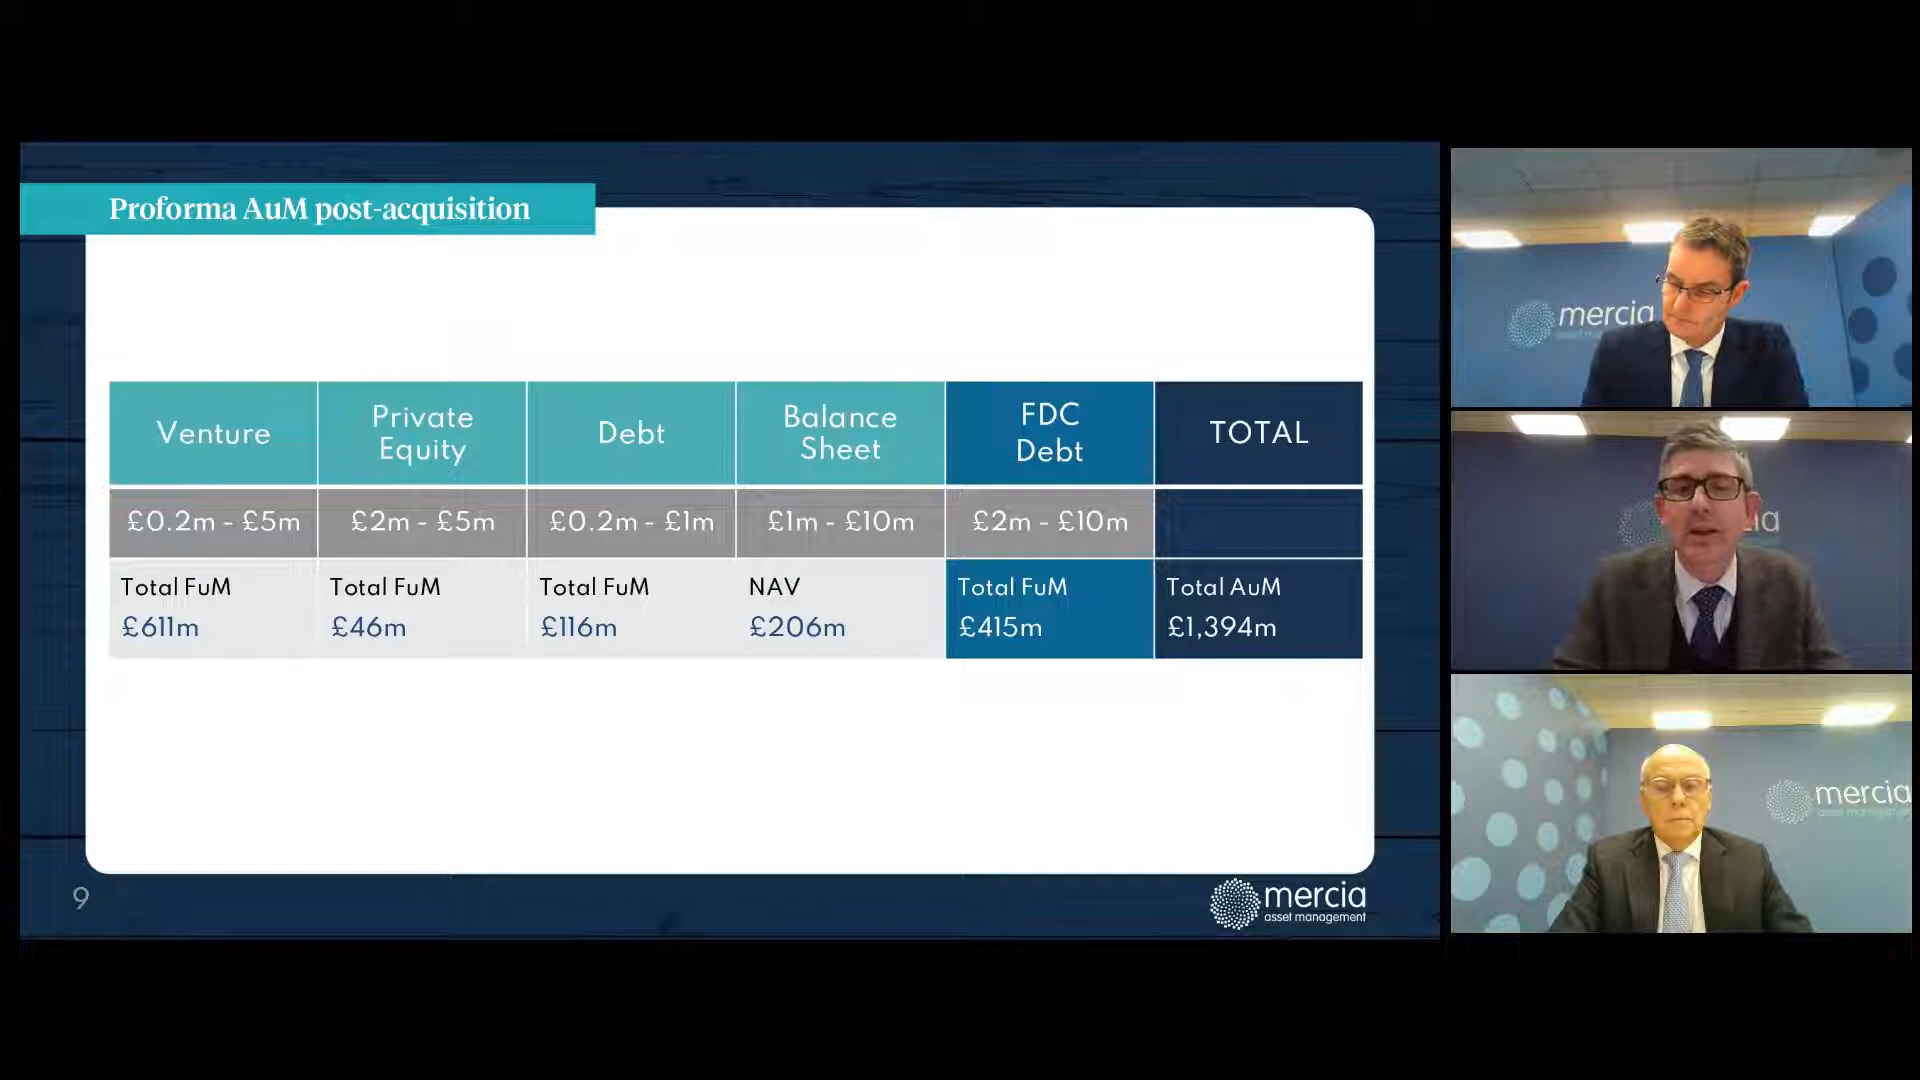 Proforma AuM post-acquisition
Venture
Private
Equity
Debt
Balance
Sheet
FDC
Debt
TOTAL
£0.2m - £5m
£2m - £5m
£0.2m - £1m
£1m - £10m
£2m - £10m
Total FuM
£611m
Total FuM
£46m
Total FuM
£116m
NAV
£206m
Total FuM
£415m
Total AuM
£1,394m
9
mercia
asset management
mercia
mercia